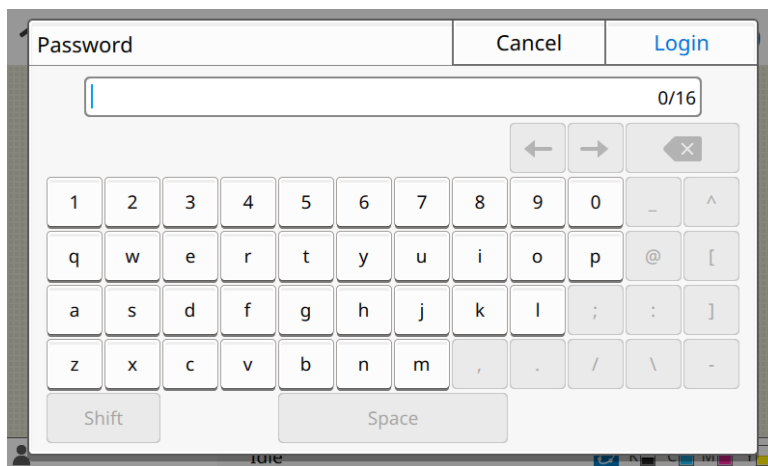 Password Cancel Login
0/16
1 2 3 4 5 6 7 8 9 0 _ ^
q w e r t y u i o p @ [
a s d f g h j k l ; : ]
z x c v b n m , . / \ -
Shift Space
Idle K C M Y